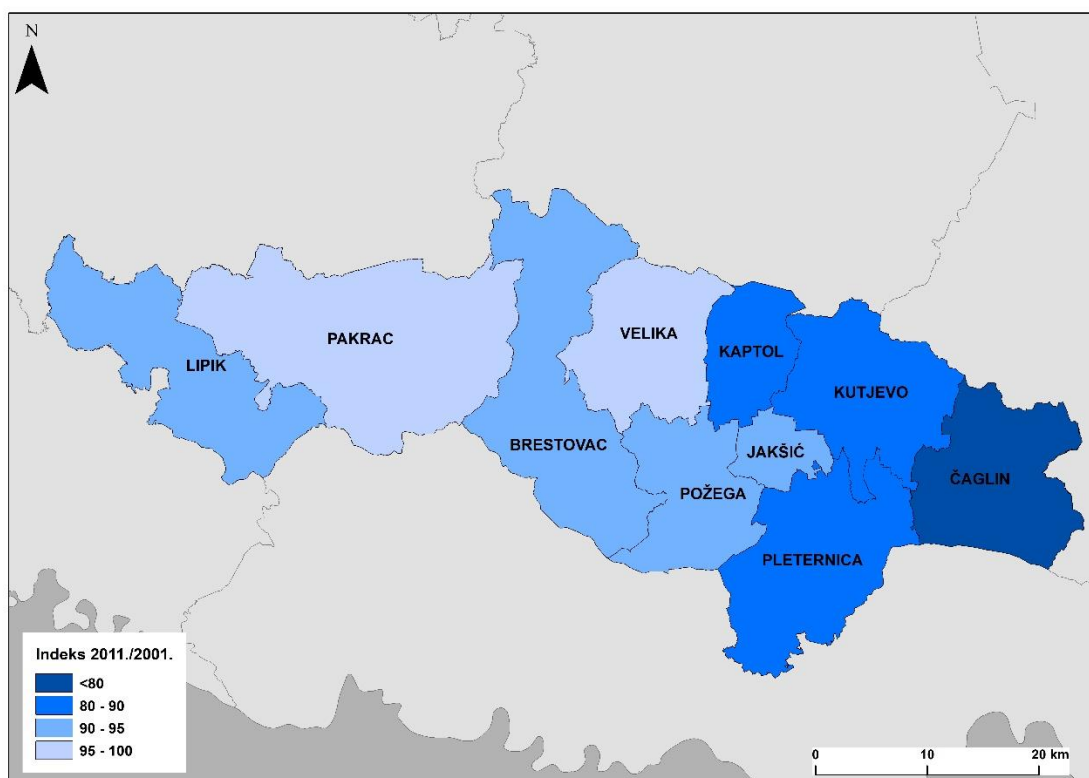 N
PAKRAC
VELIKA
KAPTOL
LIPIK
KUTJEVO
BRESTOVAC
JAKŠIĆ
ČAGLIN
POŽEGA
PLETERNICA
Indeks 2011./2001.
<80
80 - 90
90 - 95
95 - 100
0 10 20 km